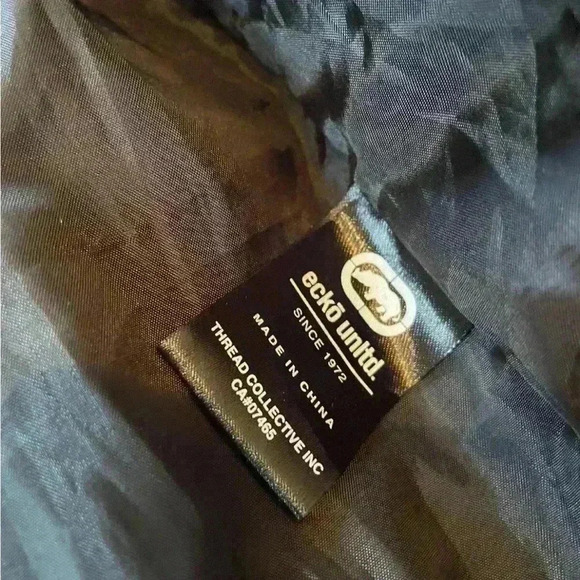 eckō unltd.
SINCE 1972
MADE IN CHINA
THREAD COLLECTIVE INC
CA#07465